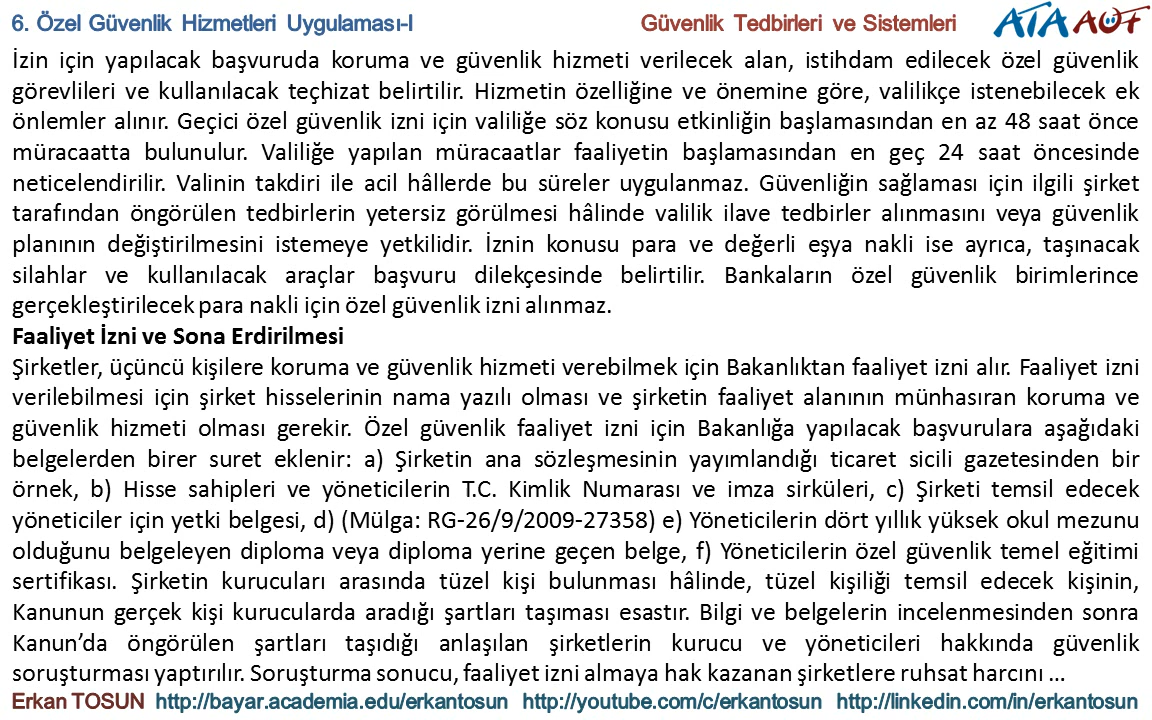 6. Özel Güvenlik Hizmetleri Uygulaması-I Güvenlik Tedbirleri ve Sistemleri ATA AÖF
İzin için yapılacak başvuruda koruma ve güvenlik hizmeti verilecek alan, istihdam edilecek özel güvenlik
görevlileri ve kullanılacak teçhizat belirtilir. Hizmetin özelliğine ve önemine göre, valilikçe istenebilecek ek
önlemler alınır. Geçici özel güvenlik izni için valiliğe söz konusu etkinliğin başlamasından en az 48 saat önce
müracaatta bulunulur. Valiliğe yapılan müracaatlar faaliyetin başlamasından en geç 24 saat öncesinde
neticelendirilir. Valinin takdiri ile acil hâllerde bu süreler uygulanmaz. Güvenliğin sağlaması için ilgili şirket
tarafından öngörülen tedbirlerin yetersiz görülmesi hâlinde valilik ilave tedbirler alınmasını veya güvenlik
planının değiştirilmesini istemeye yetkilidir. İznin konusu para ve değerli eşya nakli ise ayrıca, taşınacak
silahlar ve kullanılacak araçlar başvuru dilekçesinde belirtilir. Bankaların özel güvenlik birimlerince
gerçekleştirilecek para nakli için özel güvenlik izni alınmaz.
Faaliyet İzni ve Sona Erdirilmesi
Şirketler, üçüncü kişilere koruma ve güvenlik hizmeti verebilmek için Bakanlıktan faaliyet izni alır. Faaliyet izni
verilebilmesi için şirket hisselerinin nama yazılı olması ve şirketin faaliyet alanının münhasıran koruma ve
güvenlik hizmeti olması gerekir. Özel güvenlik faaliyet izni için Bakanlığa yapılacak başvurulara aşağıdaki
belgelerden birer suret eklenir: a) Şirketin ana sözleşmesinin yayımlandığı ticaret sicili gazetesinden bir
örnek, b) Hisse sahipleri ve yöneticilerin T.C. Kimlik Numarası ve imza sirküleri, c) Şirketi temsil edecek
yöneticiler için yetki belgesi, d) (Mülga: RG-26/9/2009-27358) e) Yöneticilerin dört yıllık yüksek okul mezunu
olduğunu belgeleyen diploma veya diploma yerine geçen belge, f) Yöneticilerin özel güvenlik temel eğitimi
sertifikası. Şirketin kurucuları arasında tüzel kişi bulunması hâlinde, tüzel kişiliği temsil edecek kişinin,
Kanunun gerçek kişi kurucularda aradığı şartları taşıması esastır. Bilgi ve belgelerin incelenmesinden sonra
Kanun’da öngörülen şartları taşıdığı anlaşılan şirketlerin kurucu ve yöneticileri hakkında güvenlik
soruşturması yaptırılır. Soruşturma sonucu, faaliyet izni almaya hak kazanan şirketlere ruhsat harcını ...
Erkan TOSUN http://bayar.academia.edu/erkantosun http://youtube.com/c/erkantosun http://linkedin.com/in/erkantosun